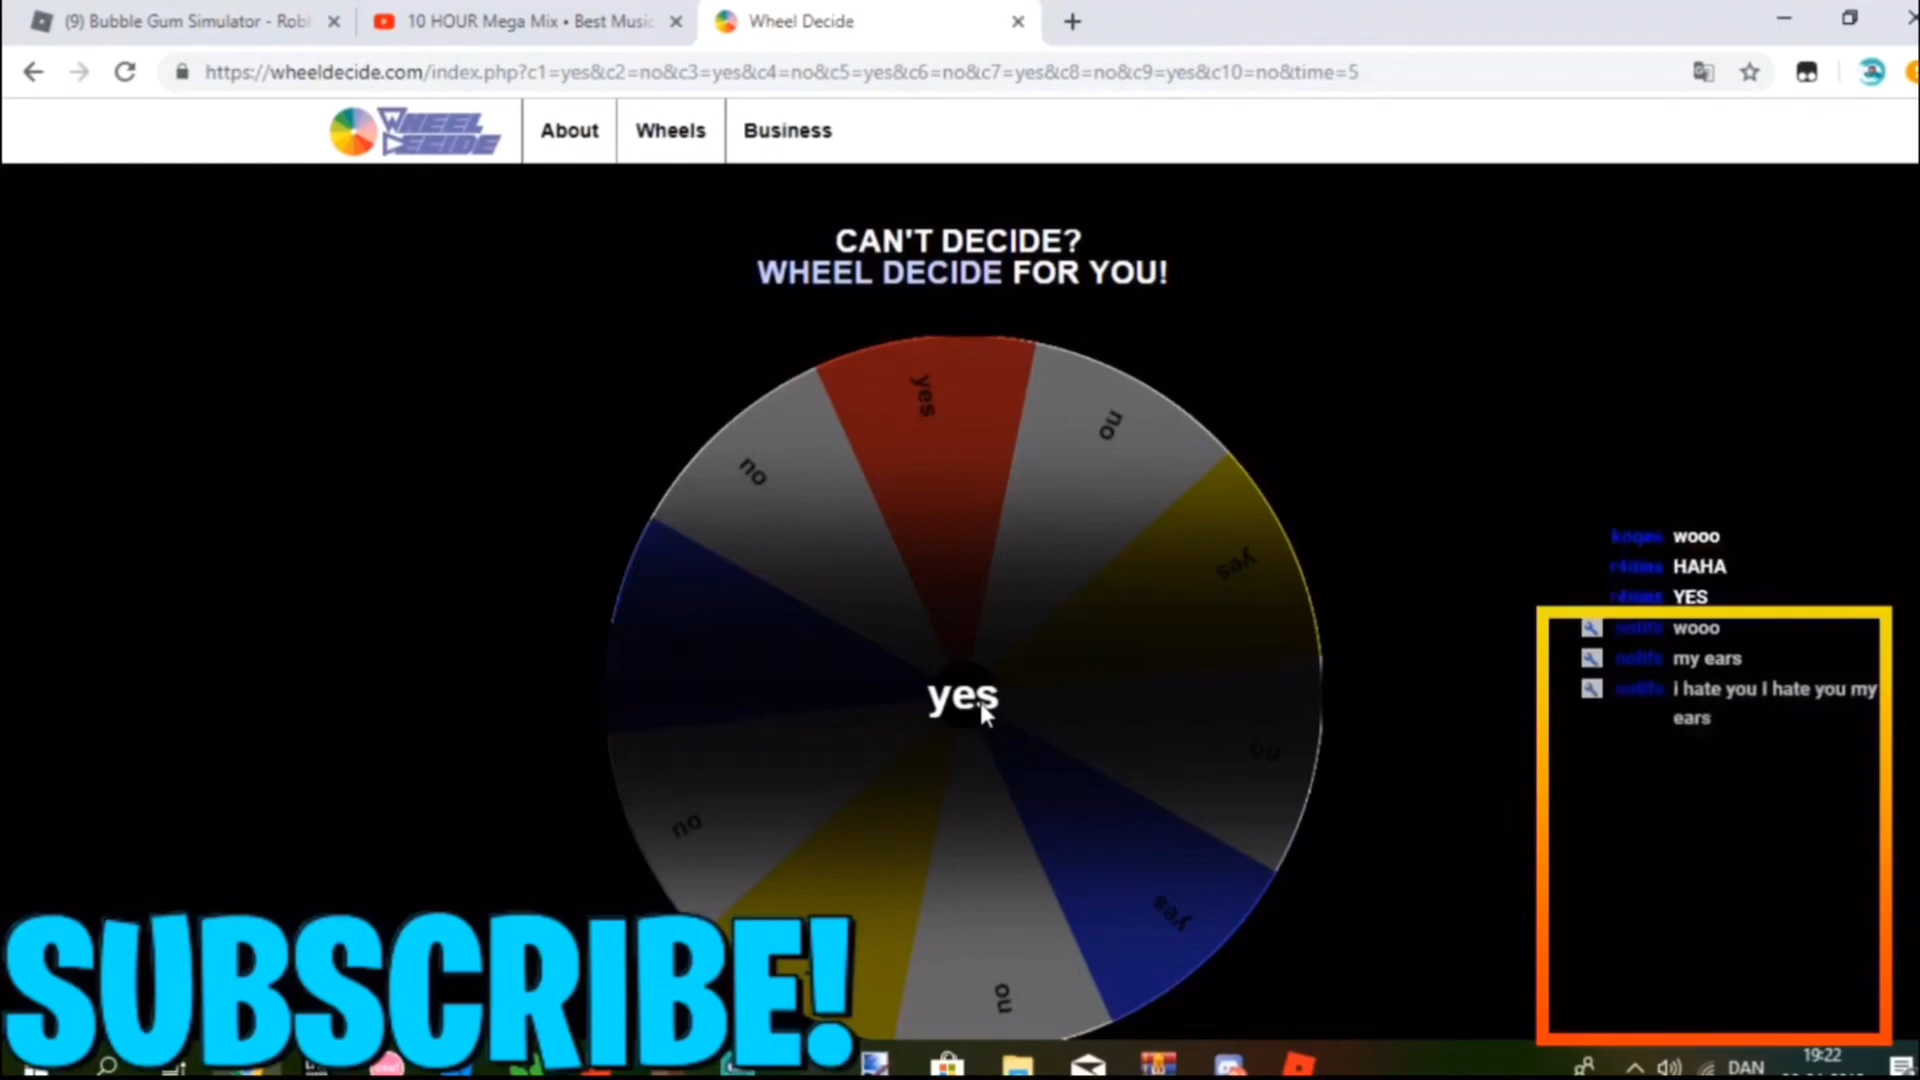 (9) Bubble Gum Simulator - Robl
10 HOUR Mega Mix • Best Music
Wheel Decide
https://wheeldecide.com/index.php?c1=yes&c2=no&c3=yes&c4=no&c5=yes&c6=no&c7=yes&c8=no&c9=yes&c10=no&time=5
WHEEL DECIDE
About
Wheels
Business
CAN'T DECIDE?
WHEEL DECIDE FOR YOU!
yes
no
no
yes
yes
no
no
yes
no
wooo
HAHA
YES
wooo
nolife my ears
i hate you I hate you my
ears
SUBSCRIBE!
DAN
19:22